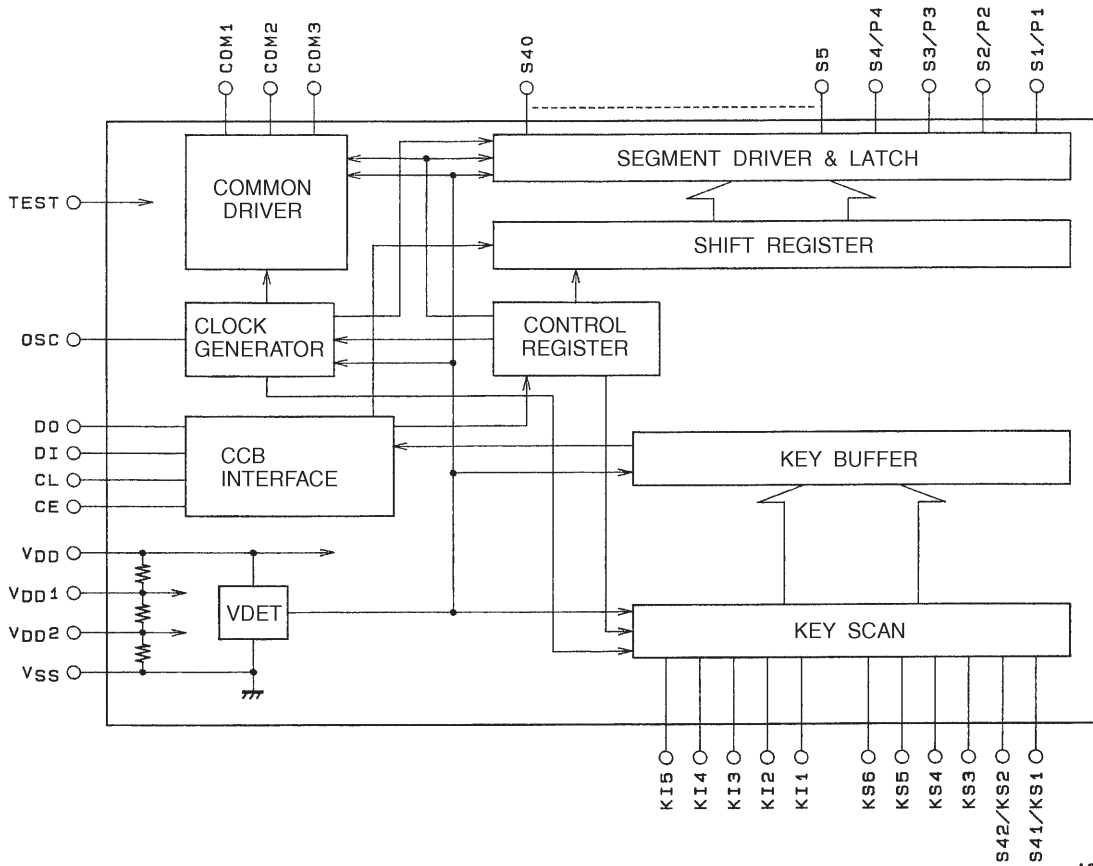 COM1
COM2
COM3
S40
S5
S4/P4
S3/P3
S2/P2
S1/P1
COMMON
DRIVER
SEGMENT DRIVER & LATCH
TEST
SHIFT REGISTER
OSC
CLOCK
GENERATOR
CONTROL
REGISTER
DO
DI
CL
CE
CCB
INTERFACE
KEY BUFFER
VDD
VDD1
VDD2
VSS
VDET
KEY SCAN
KI5
KI4
KI3
KI2
KI1
KS6
KS5
KS4
KS3
S42/KS2
S41/KS1